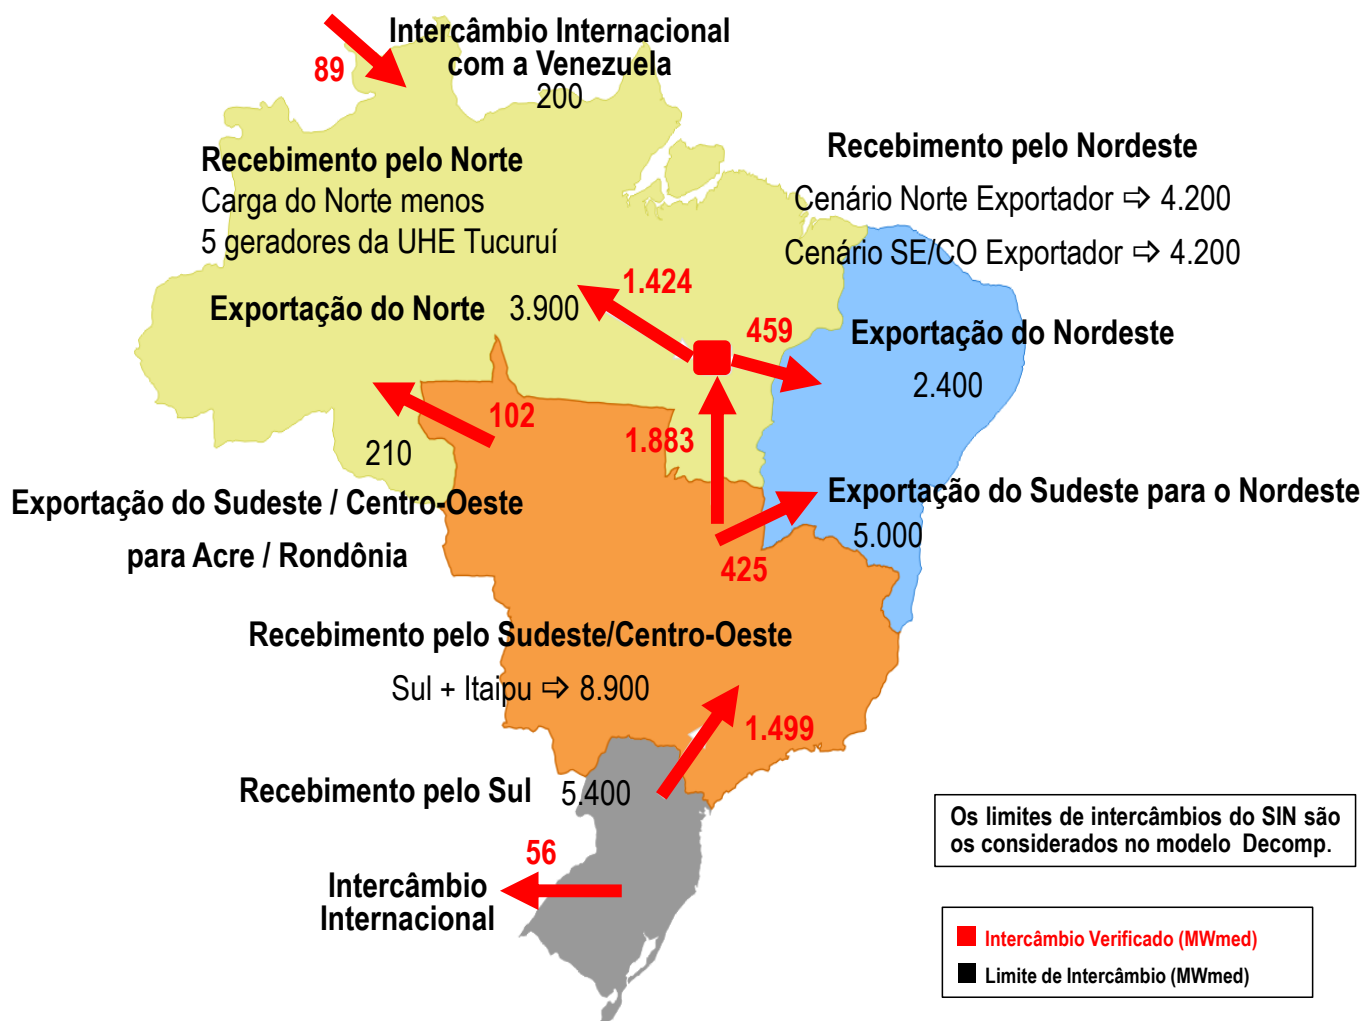 Intercâmbio Internacional
com a Venezuela
200
89
Recebimento pelo Norte
Carga do Norte menos
5 geradores da UHE Tucuruí
Recebimento pelo Nordeste
Cenário Norte Exportador ⇨ 4.200
Cenário SE/CO Exportador ⇨ 4.200
1.424
Exportação do Norte 3.900
459
Exportação do Nordeste
2.400
102
1.883
210
Exportação do Sudeste / Centro-Oeste
para Acre / Rondônia
Exportação do Sudeste para o Nordeste
5.000
425
Recebimento pelo Sudeste/Centro-Oeste
Sul + Itaipu ⇨ 8.900
1.499
Recebimento pelo Sul 5.400
56
Intercâmbio
Internacional
Os limites de intercâmbios do SIN são
os considerados no modelo Decomp.
Intercâmbio Verificado (MWmed)
Limite de Intercâmbio (MWmed)